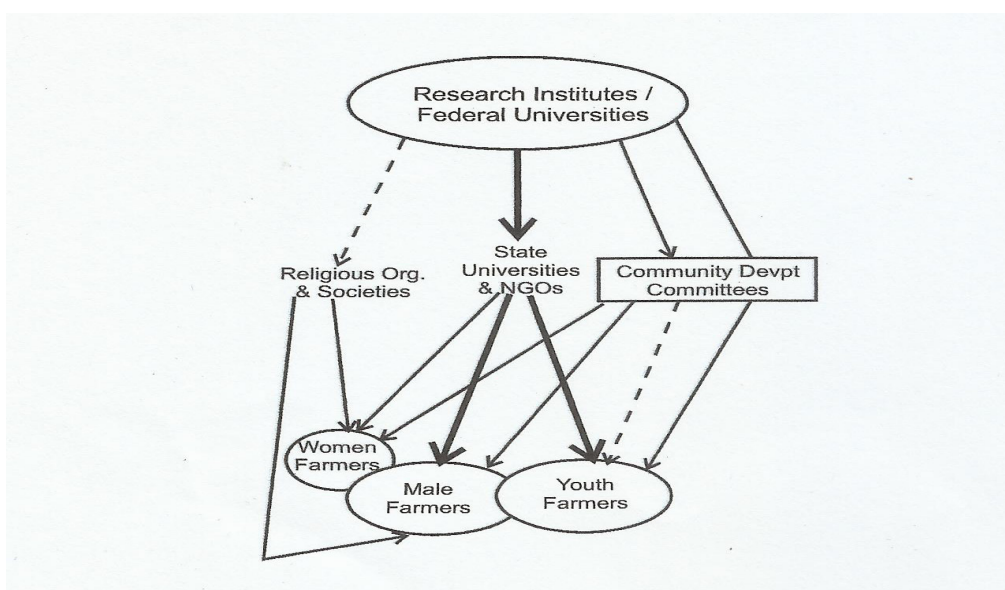 Research Institutes /
Federal Universities
Religious Org.
& Societies
State
Universities
& NGOs
Community Devpt
Committees
Women
Farmers
Male
Farmers
Youth
Farmers